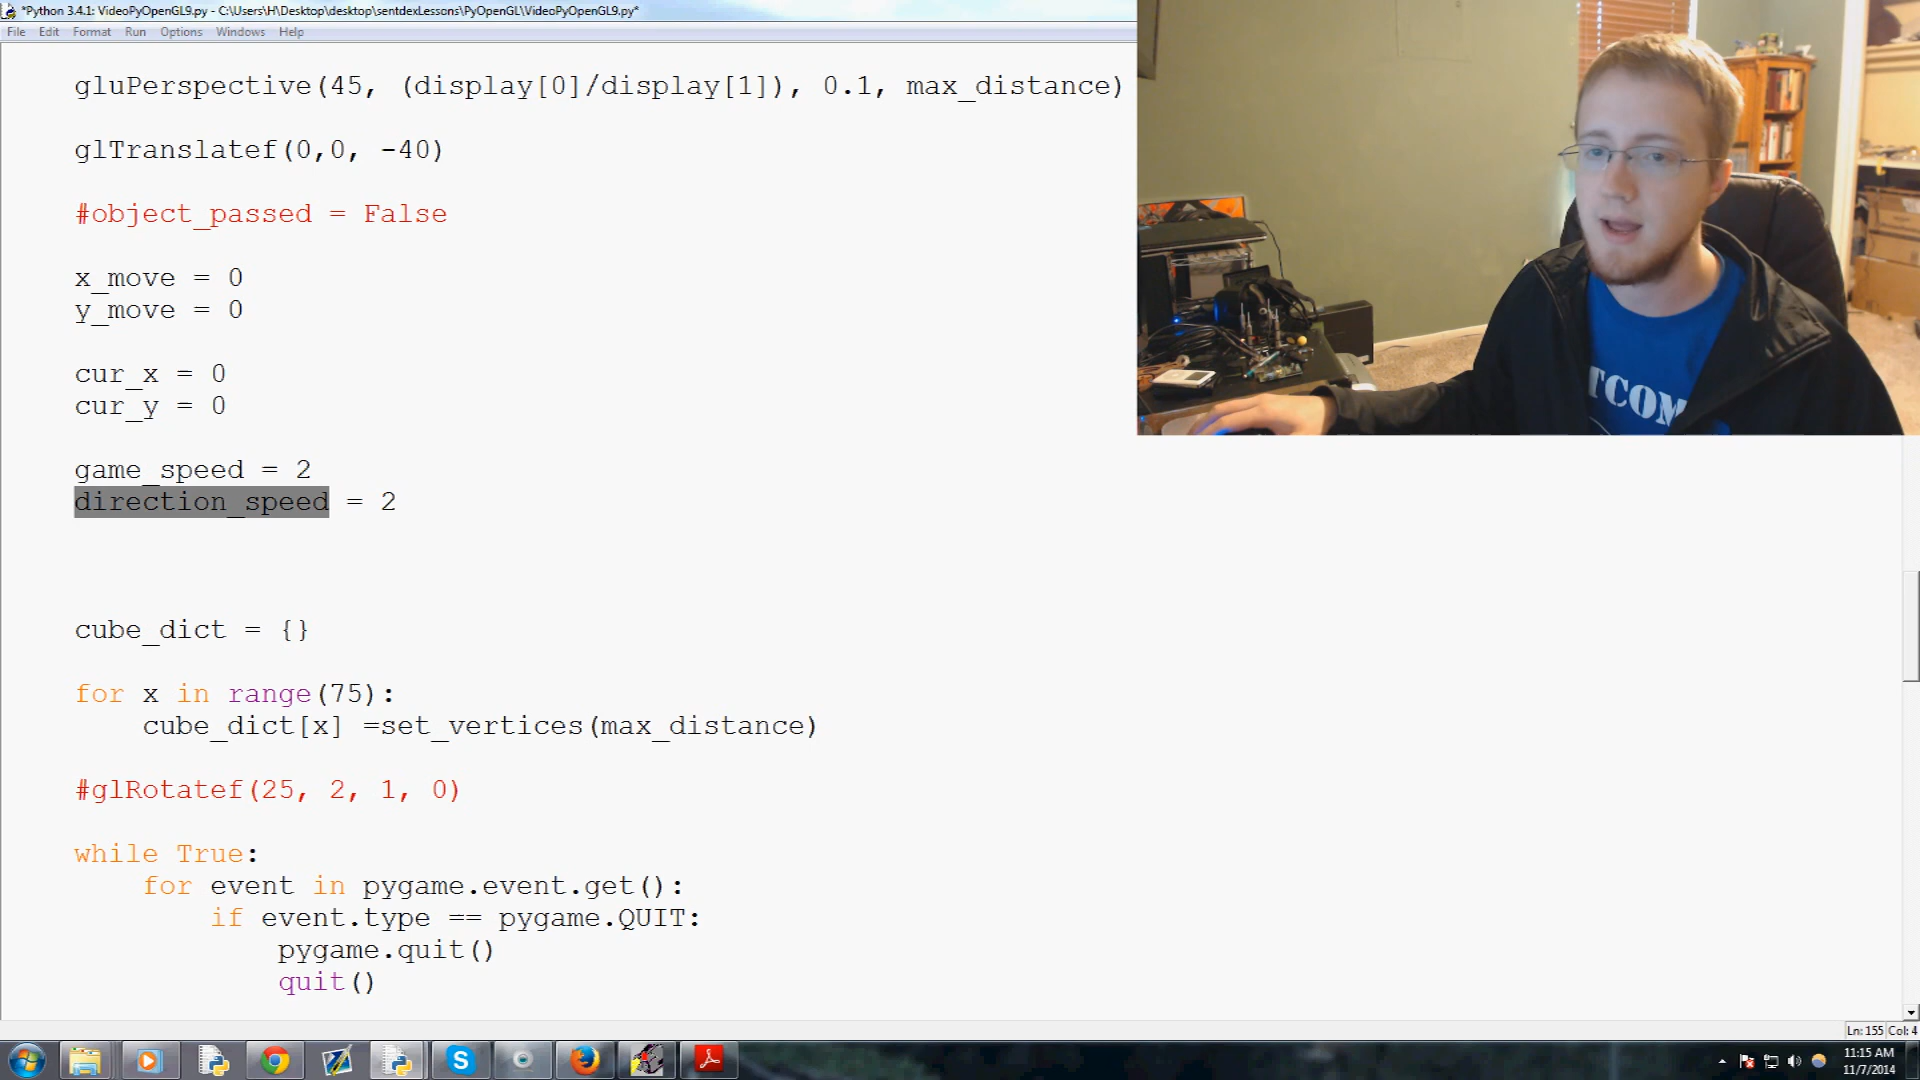 *Python 3.4.1: VideoPyOpenGL9.py - C:\Users\H\Desktop\desktop\sentdexLessons\PyOpenGL\VideoPyOpenGL9.py*
File Edit Format Run Options Windows Help
gluPerspective(45, (display[0]/display[1]), 0.1, max_distance)
glTranslatef(0,0, -40)
#object_passed = False
x_move = 0
y_move = 0
cur_x = 0
cur_y = 0
game_speed = 2
direction_speed = 2
cube_dict = {}
for x in range(75):
cube_dict[x] =set_vertices(max_distance)
#glRotatef(25, 2, 1, 0)
while True:
for event in pygame.event.get():
if event.type == pygame.QUIT:
pygame.quit()
quit()
TCOM
Ln: 155 Col: 4
11:15 AM
11/7/2014